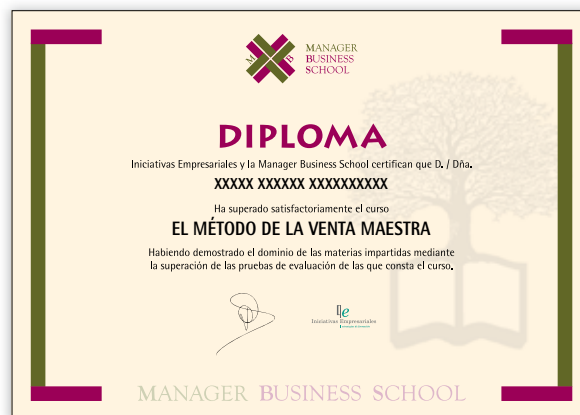 M
B
MANAGER
BUSINESS
SCHOOL
DIPLOMA
Iniciativas Empresariales y la Manager Business School certifican que D. / Dña.
XXXXX XXXXXX XXXXXXXXXX
Ha superado satisfactoriamente el curso
EL MÉTODO DE LA VENTA MAESTRA
Habiendo demostrado el dominio de las materias impartidas mediante
la superación de las pruebas de evaluación de las que consta el curso.
Iniciativas Empresariales
MANAGER BUSINESS SCHOOL